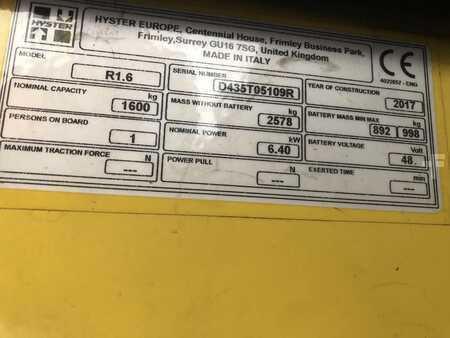 HYSTER
HYSTER EUROPE, Centennial House, Frimley Business Park,
Frimley,Surrey GU16 7SG, United Kingdom
MADE IN ITALY
CE
4022657 - ENG
MODEL SERIAL NUMBER YEAR OF CONSTRUCTION
R1.6 D435T05109R 2017
NOMINAL CAPACITY kg MASS WITHOUT BATTERY kg BATTERY MASS MIN MAX kg
1600 2578 892 998
PERSONS ON BOARD NOMINAL POWER kW BATTERY VOLTAGE Volt
1 6.40 48.
MAXIMUM TRACTION FORCE N POWER PULL N EXERTED TIME min
--- --- ---